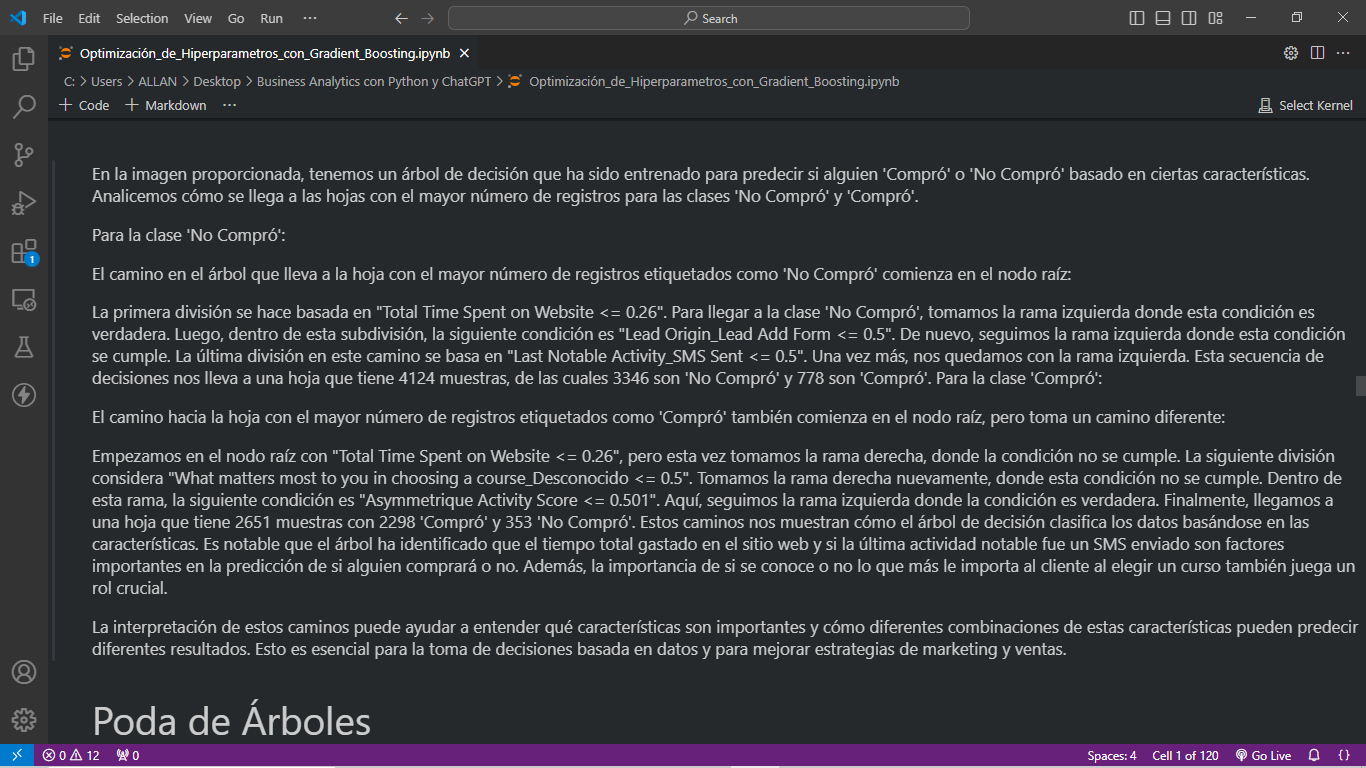 File Edit Selection View Go Run ··· Search
Optimización_de_Hiperparametros_con_Gradient_Boosting.ipynb
C: > Users > ALLAN > Desktop > Business Analytics con Python y ChatGPT > Optimización_de_Hiperparametros_con_Gradient_Boosting.ipynb
+ Code + Markdown ··· Select Kernel
En la imagen proporcionada, tenemos un árbol de decisión que ha sido entrenado para predecir si alguien 'Compró' o 'No Compró' basado en ciertas características.
Analicemos cómo se llega a las hojas con el mayor número de registros para las clases 'No Compró' y 'Compró'.
Para la clase 'No Compró':
El camino en el árbol que lleva a la hoja con el mayor número de registros etiquetados como 'No Compró' comienza en el nodo raíz:
La primera división se hace basada en "Total Time Spent on Website <= 0.26". Para llegar a la clase 'No Compró', tomamos la rama izquierda donde esta condición es
verdadera. Luego, dentro de esta subdivisión, la siguiente condición es "Lead Origin_Lead Add Form <= 0.5". De nuevo, seguimos la rama izquierda donde esta condición
se cumple. La última división en este camino se basa en "Last Notable Activity_SMS Sent <= 0.5". Una vez más, nos quedamos con la rama izquierda. Esta secuencia de
decisiones nos lleva a una hoja que tiene 4124 muestras, de las cuales 3346 son 'No Compró' y 778 son 'Compró'. Para la clase 'Compró':
El camino hacia la hoja con el mayor número de registros etiquetados como 'Compró' también comienza en el nodo raíz, pero toma un camino diferente:
Empezamos en el nodo raíz con "Total Time Spent on Website <= 0.26", pero esta vez tomamos la rama derecha, donde la condición no se cumple. La siguiente división
considera "What matters most to you in choosing a course_Desconocido <= 0.5". Tomamos la rama derecha nuevamente, donde esta condición no se cumple. Dentro de
esta rama, la siguiente condición es "Asymmetrique Activity Score <= 0.501". Aquí, seguimos la rama izquierda donde la condición es verdadera. Finalmente, llegamos a
una hoja que tiene 2651 muestras con 2298 'Compró' y 353 'No Compró'. Estos caminos nos muestran cómo el árbol de decisión clasifica los datos basándose en las
características. Es notable que el árbol ha identificado que el tiempo total gastado en el sitio web y si la última actividad notable fue un SMS enviado son factores
importantes en la predicción de si alguien comprará o no. Además, la importancia de si se conoce o no lo que más le importa al cliente al elegir un curso también juega un
rol crucial.
La interpretación de estos caminos puede ayudar a entender qué características son importantes y cómo diferentes combinaciones de estas características pueden predecir
diferentes resultados. Esto es esencial para la toma de decisiones basada en datos y para mejorar estrategias de marketing y ventas.
Poda de Árboles
1
0 12 0 Spaces: 4 Cell 1 of 120 Go Live {}